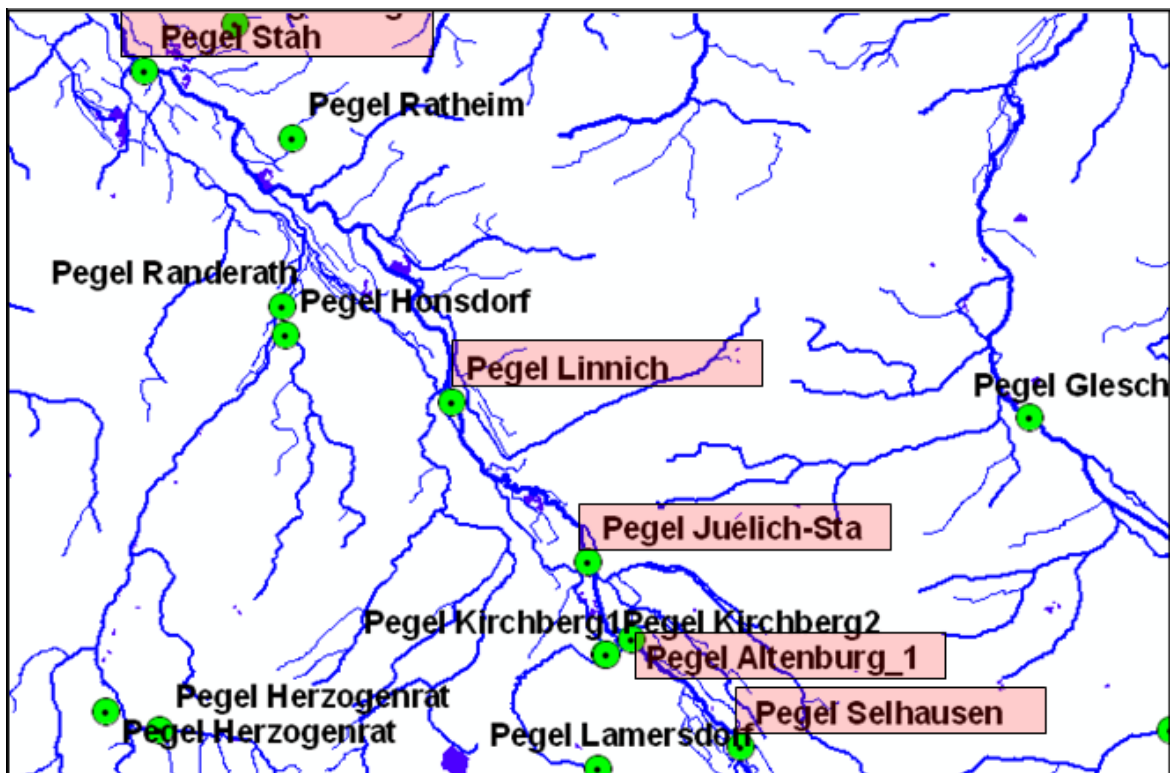 Pegel Stah
Pegel Ratheim
Pegel Randerath
Pegel Honsdorf
Pegel Linnich
Pegel Glesch
Pegel Juelich-Sta
Pegel Kirchberg1
Pegel Kirchberg2
Pegel Altenburg_1
Pegel Herzogenrat
Pegel Selhausen
Pegel Herzogenrat
Pegel Lamersdorf